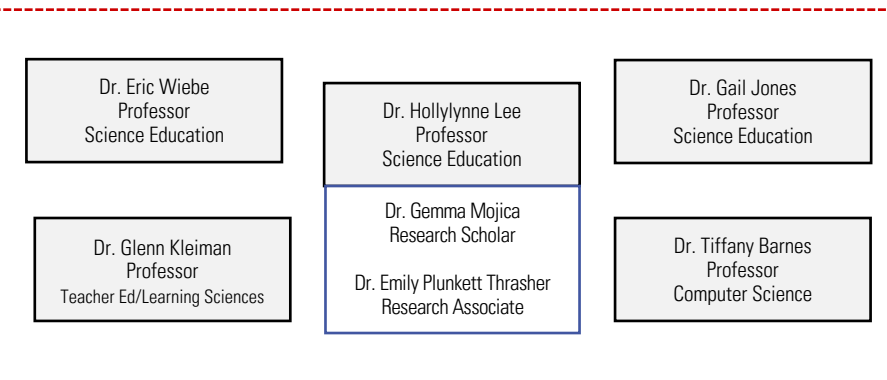 Dr. Eric Wiebe
Professor
Science Education
Dr. Hollylynne Lee
Professor
Science Education
Dr. Gail Jones
Professor
Science Education
Dr. Glenn Kleiman
Professor
Teacher Ed/Learning Sciences
Dr. Gemma Mojica
Research Scholar
Dr. Emily Plunkett Thrasher
Research Associate
Dr. Tiffany Barnes
Professor
Computer Science